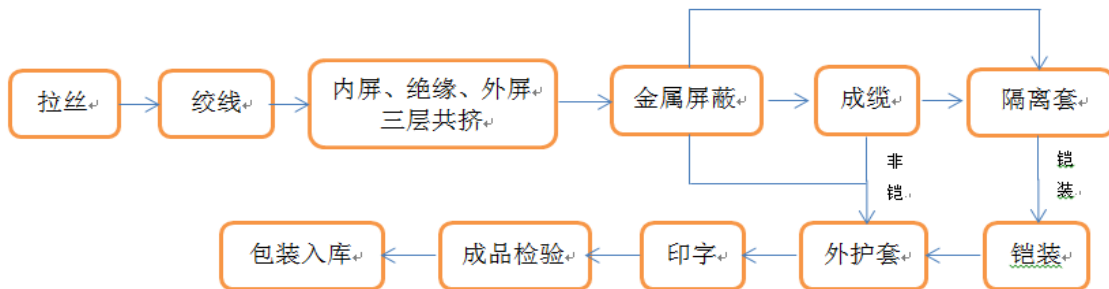 拉丝
绞线
内屏、绝缘、外屏
三层共挤
金属屏蔽
成缆
隔离套
非
铠
铠
装
包装入库
成品检验
印字
外护套
铠装